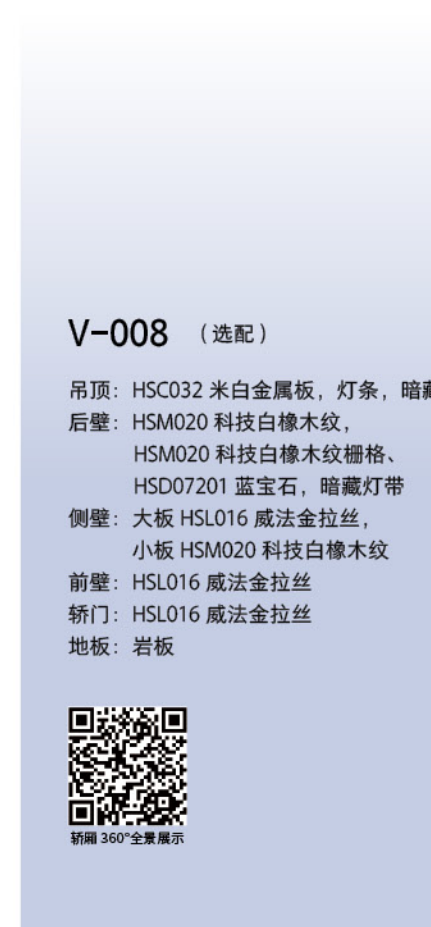 V-008 （选配）
吊顶：HSC032 米白金属板，灯条，暗藏
后壁：HSM020 科技白橡木纹，
HSM020 科技白橡木纹栅格、
HSD07201 蓝宝石，暗藏灯带
侧壁：大板 HSL016 威法金拉丝，
小板 HSM020 科技白橡木纹
前壁：HSL016 威法金拉丝
轿门：HSL016 威法金拉丝
地板：岩板
轿厢 360°全景展示